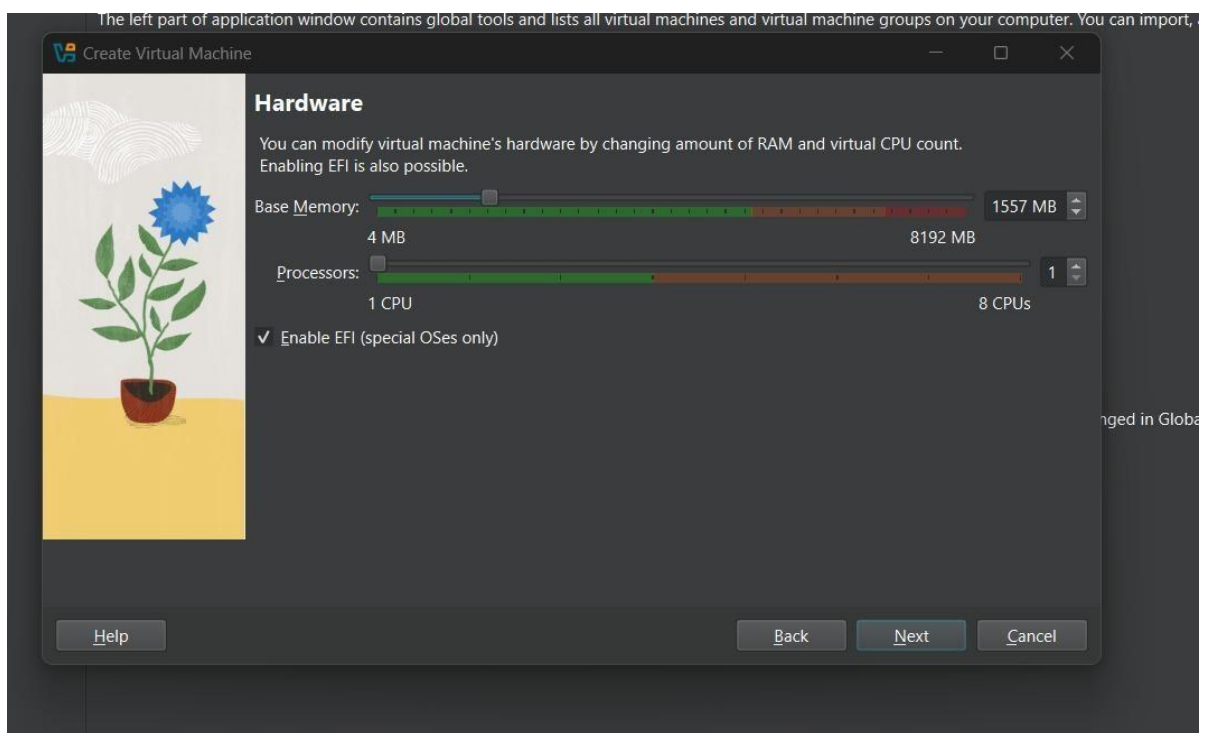 The left part of application window contains global tools and lists all virtual machines and virtual machine groups on your computer. You can import,
Create Virtual Machine
Hardware
You can modify virtual machine's hardware by changing amount of RAM and virtual CPU count.
Enabling EFI is also possible.
Base Memory: 1557 MB
4 MB 8192 MB
Processors: 1
1 CPU 8 CPUs
Enable EFI (special OSes only)
in
Help Back Next Cancel